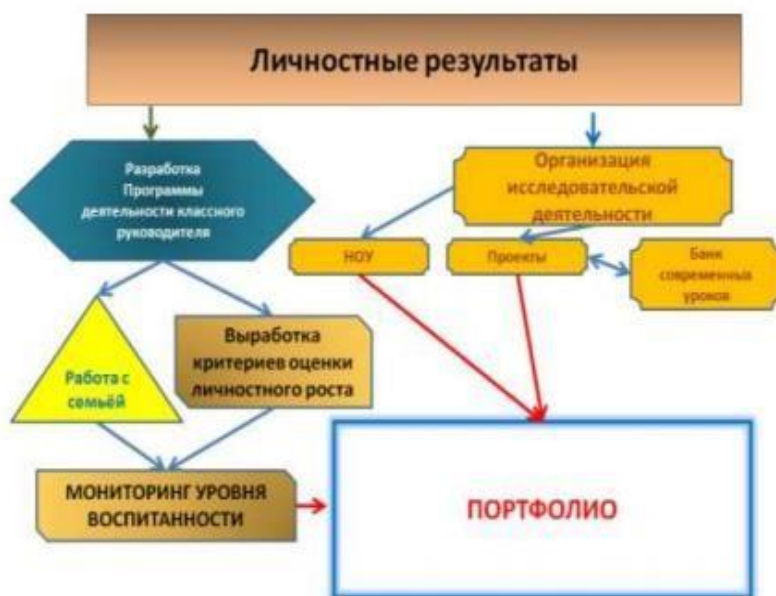 Личностные результаты
Разработка
Программы
деятельности классного
руководителя
Организация
исследовательской
деятельности
НОУ
Проекты
Банк
современных
уроков
Работа с
семьёй
Выработка
критериев оценки
личностного роста
МОНИТОРИНГ УРОВНЯ
ВОСПИТАННОСТИ
ПОРТФОЛИО